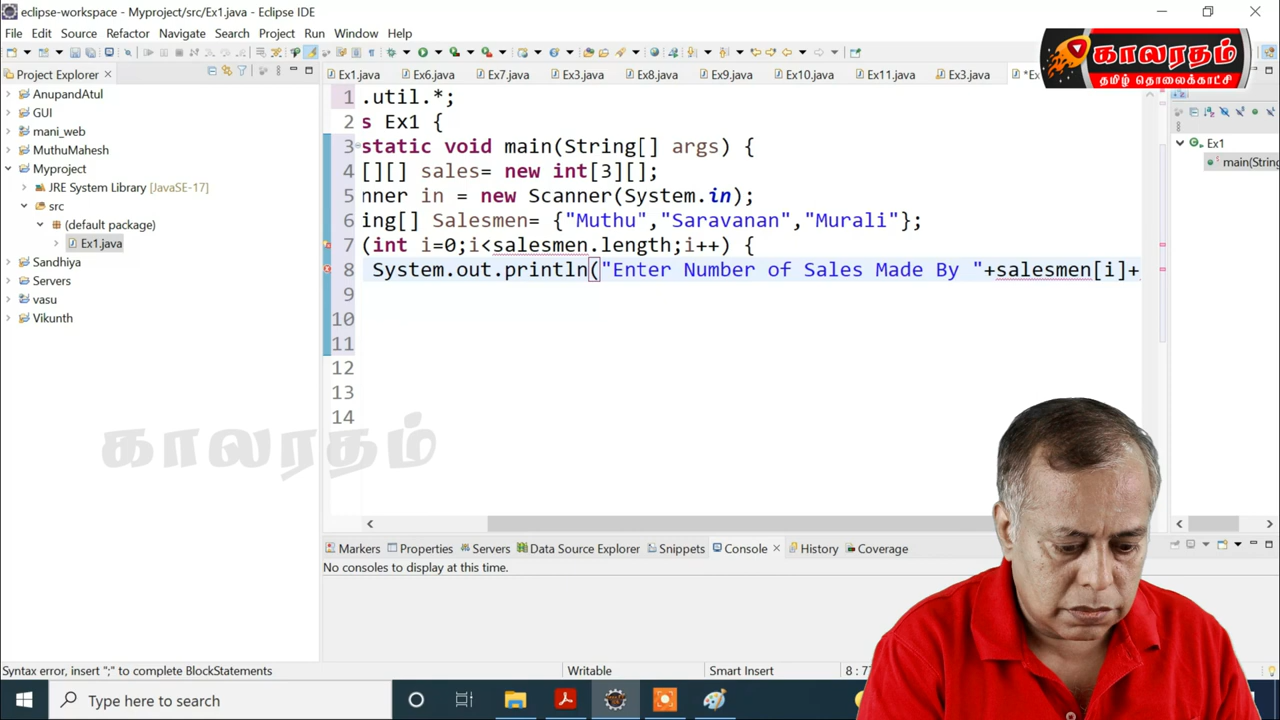 eclipse-workspace - Myproject/src/Ex1.java - Eclipse IDE
File Edit Source Refactor Navigate Search Project Run Window Help
காலரதம்
தமிழ் தொலைக்காட்சி
Project Explorer
Ex1.java Ex6.java Ex7.java Ex3.java Ex8.java Ex9.java Ex10.java Ex11.java Ex3.java
AnupandAtul
GUI
mani_web
MuthuMahesh
Myproject
JRE System Library [JavaSE-17]
src
(default package)
Ex1.java
Sandhiya
Servers
vasu
Vikunth
1 .util.*;
2 s Ex1 {
3 static void main(String[] args) {
4 [][] sales= new int[3][];
5 nner in = new Scanner(System.in);
6 ing[] Salesmen= {"Muthu","Saravanan","Murali"};
7 (int i=0;i<salesmen.length;i++) {
8 System.out.println("Enter Number of Sales Made By "+salesmen[i]+
9
10
11
12
13
14
Ex1
main(String
காலரதம்
Markers Properties Servers Data Source Explorer Snippets Console History Coverage
No consoles to display at this time.
Syntax error, insert ";" to complete BlockStatements
Writable
Smart Insert
Type here to search